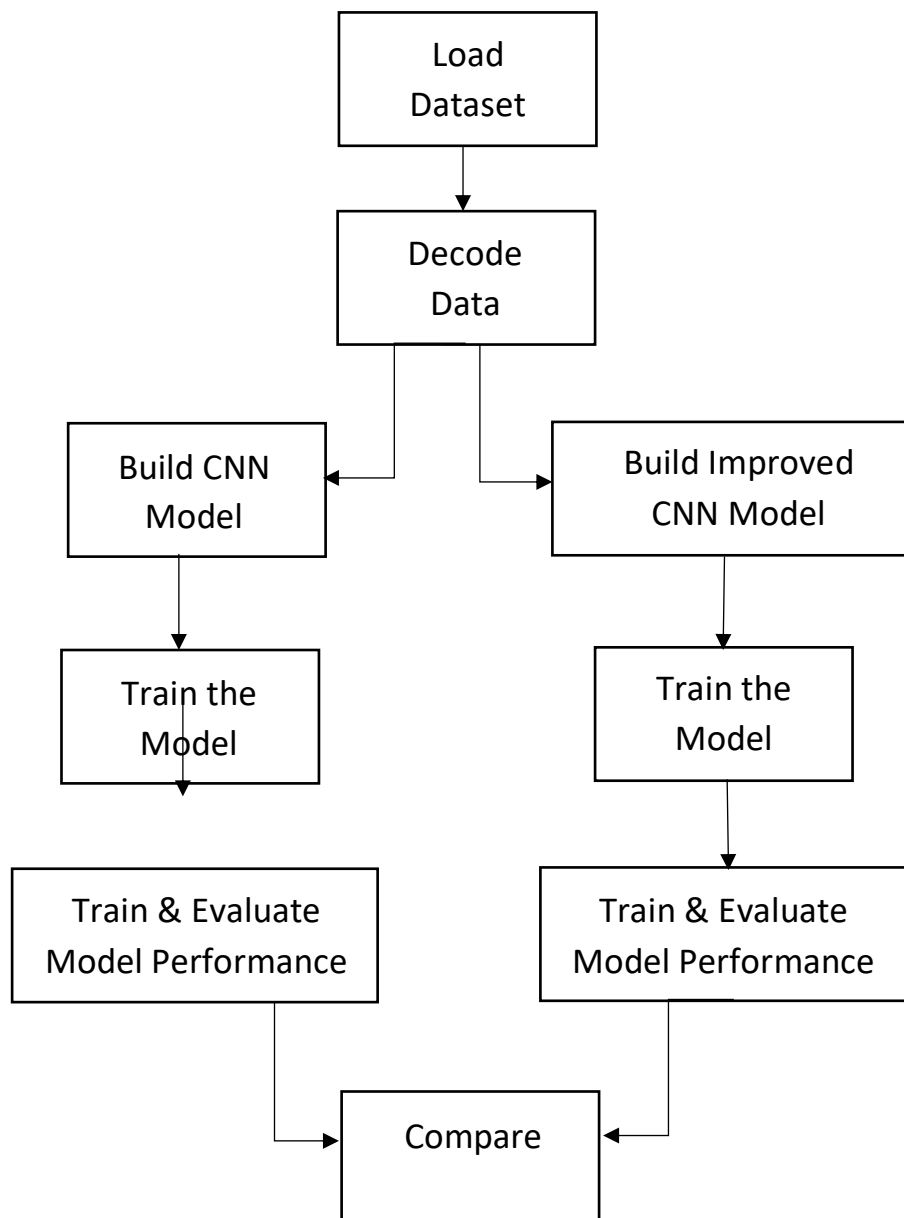 Load
Dataset
Decode
Data
Build CNN
Model
Build Improved
CNN Model
Train the
Model
Train the
Model
Train & Evaluate
Model Performance
Train & Evaluate
Model Performance
Compare